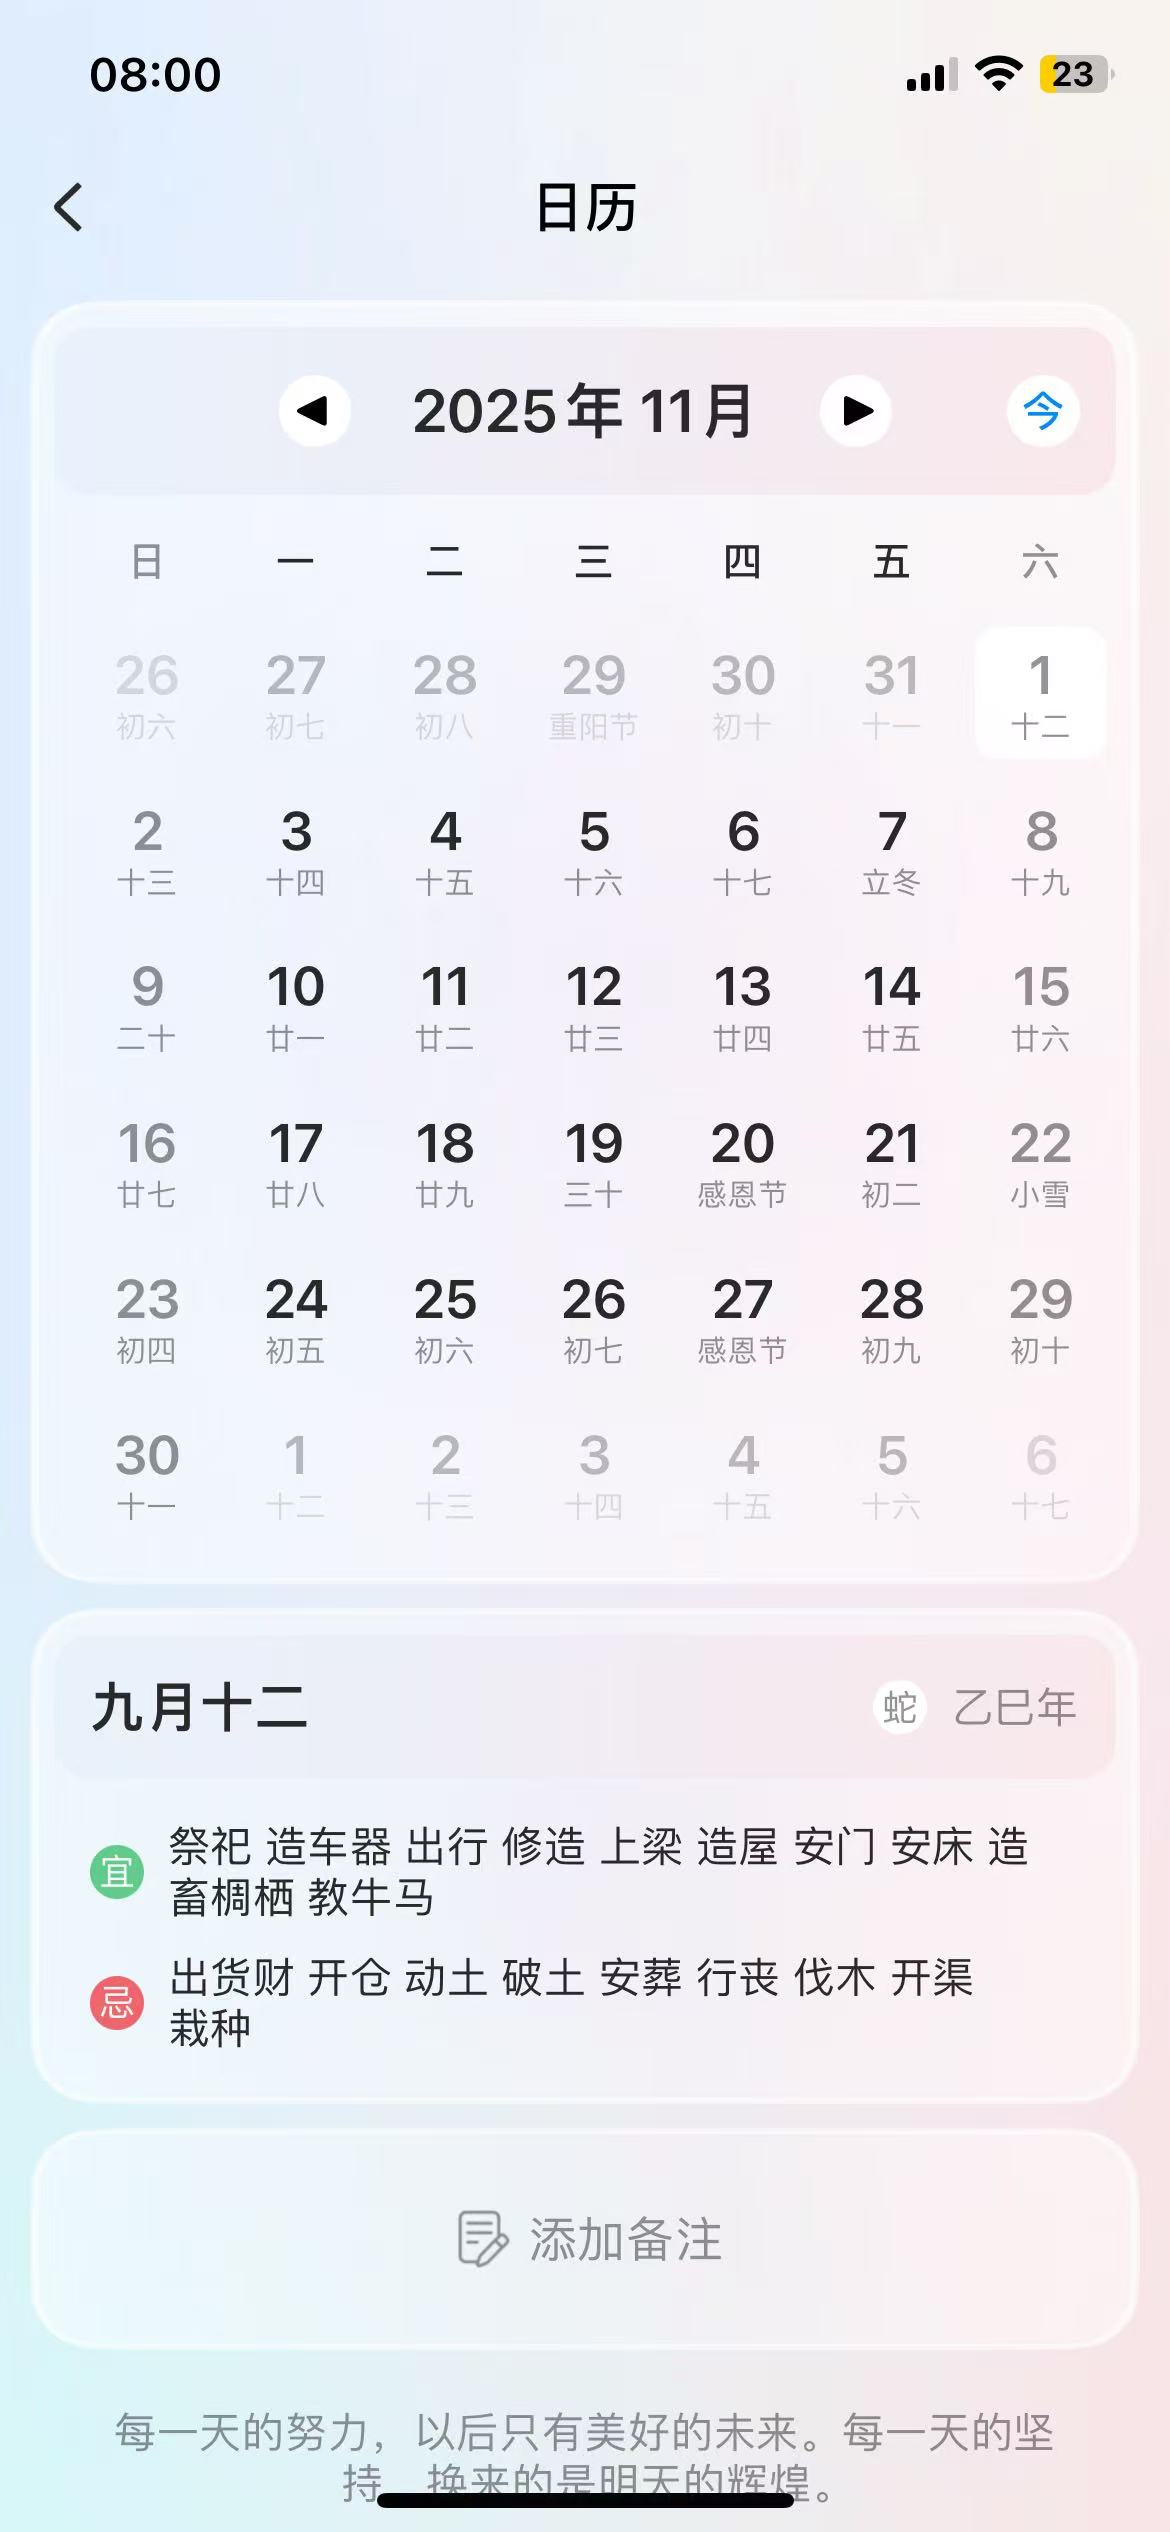 08:00
23
日历
2025年 11月
今
日 一 二 三 四 五 六
26 27 28 29 30 31 1
初六 初七 初八 重阳节 初十 十一 十二
2 3 4 5 6 7 8
十三 十四 十五 十六 十七 立冬 十九
9 10 11 12 13 14 15
二十 廿一 廿二 廿三 廿四 廿五 廿六
16 17 18 19 20 21 22
廿七 廿八 廿九 三十 感恩节 初二 小雪
23 24 25 26 27 28 29
初四 初五 初六 初七 感恩节 初九 初十
30 1 2 3 4 5 6
十一 十二 十三 十四 十五 十六 十七
九月十二
蛇 乙巳年
宜 祭祀 造车器 出行 修造 上梁 造屋 安门 安床 造
畜椆栖 教牛马
忌 出货财 开仓 动土 破土 安葬 行丧 伐木 开渠
栽种
添加备注
每一天的努力，以后只有美好的未来。每一天的坚
持，换来的是明天的辉煌。